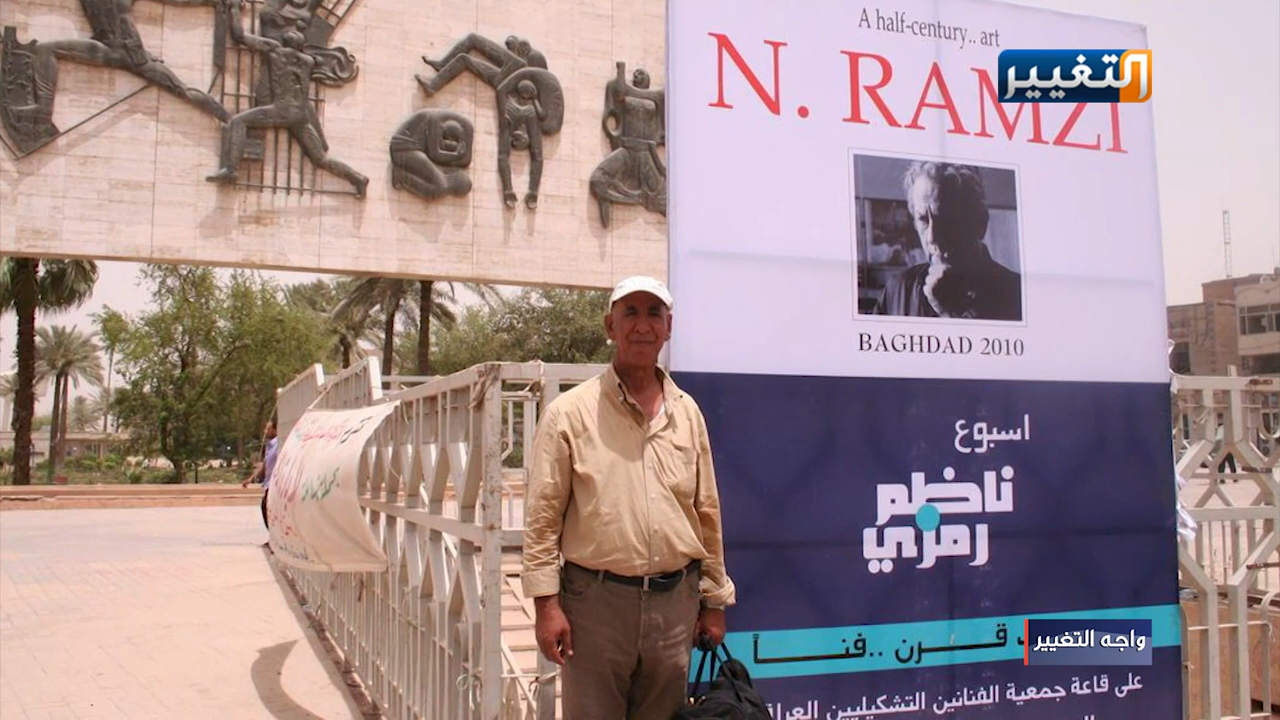 A half-century.. art
N. RAMZI
التغيير
BAGHDAD 2010
اسبوع
ناظم
رمزي
قرن ..فناً
واجه التغيير
على قاعة جمعية الفنانين التشكيليين